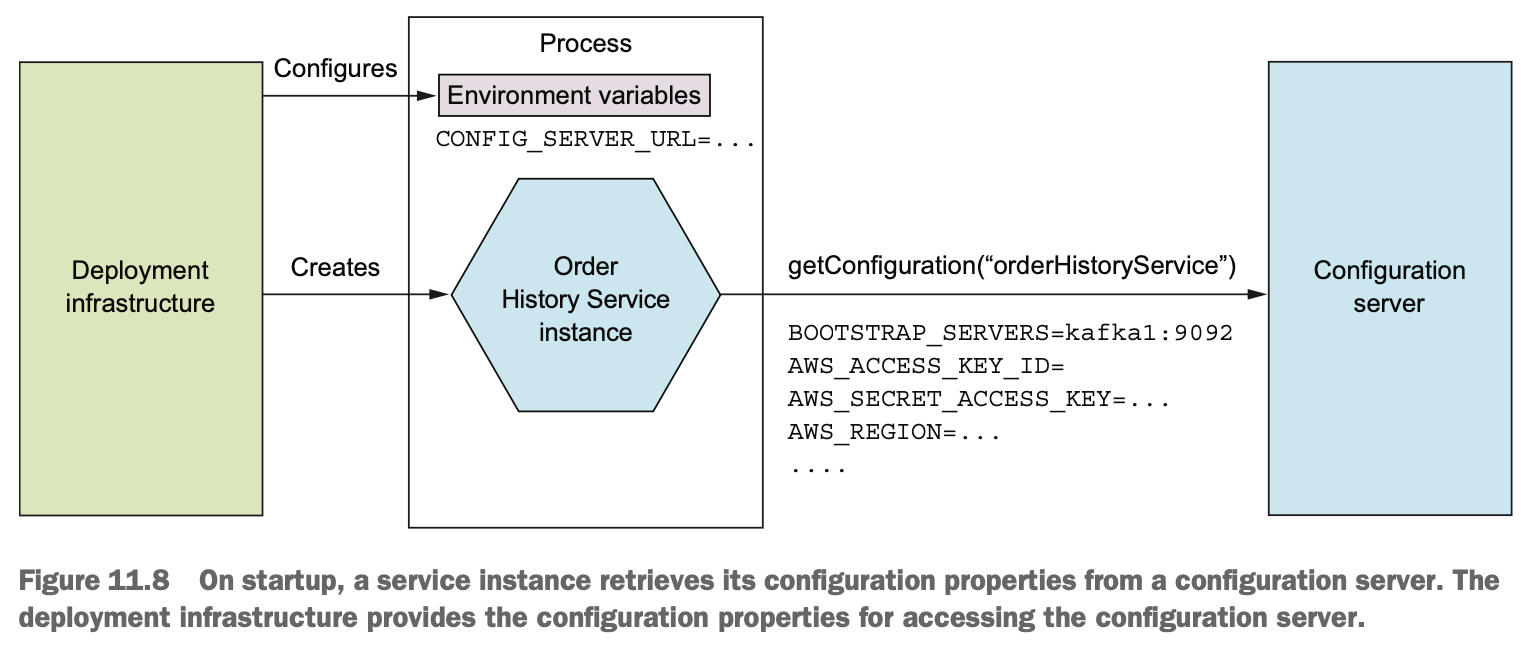 Process
Configures
Environment variables
CONFIG_SERVER_URL=...
Deployment
infrastructure
Creates
Order
History Service
instance
getConfiguration(“orderHistoryService”)
BOOTSTRAP_SERVERS=kafka1:9092
AWS_ACCESS_KEY_ID=
AWS_SECRET_ACCESS_KEY=...
AWS_REGION=...
....
Configuration
server
Figure 11.8 On startup, a service instance retrieves its configuration properties from a configuration server. The
deployment infrastructure provides the configuration properties for accessing the configuration server.